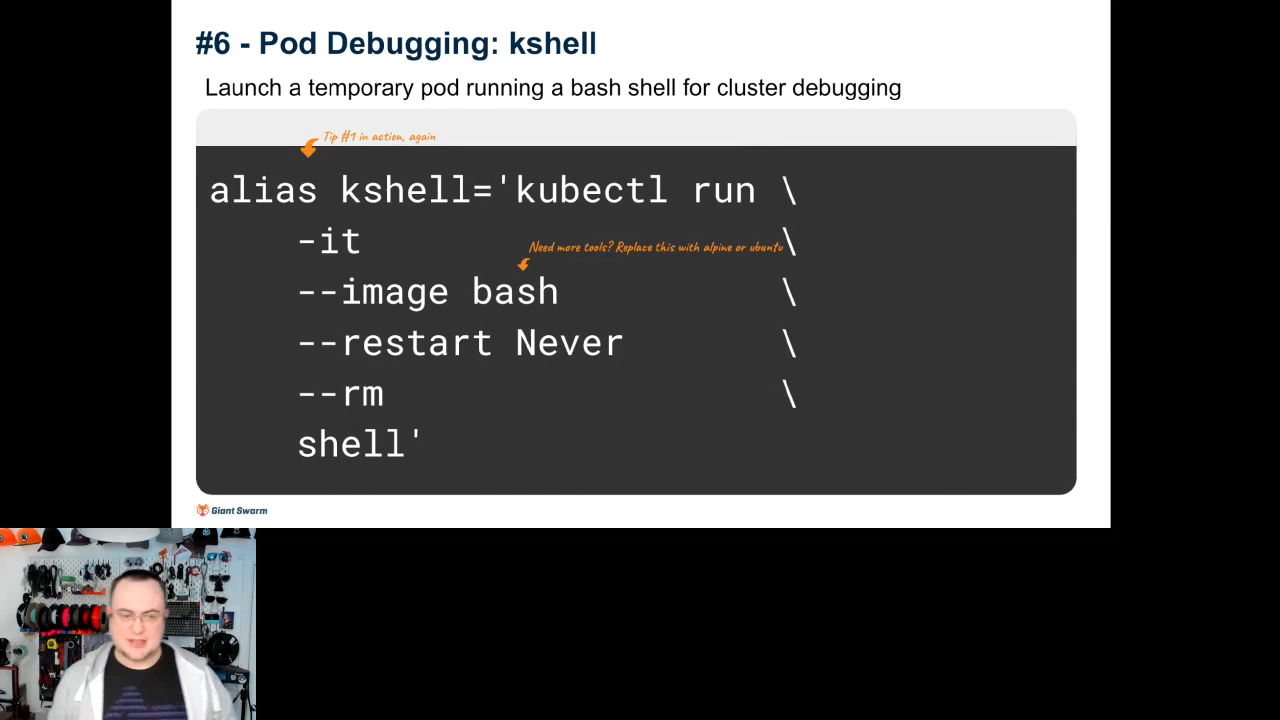 #6 - Pod Debugging: kshell
Launch a temporary pod running a bash shell for cluster debugging
Tip #1 in action, again
alias kshell='kubectl run \
-it \
Need more tools? Replace this with alpine or ubuntu
--image bash \
--restart Never \
--rm \
shell'
Giant Swarm